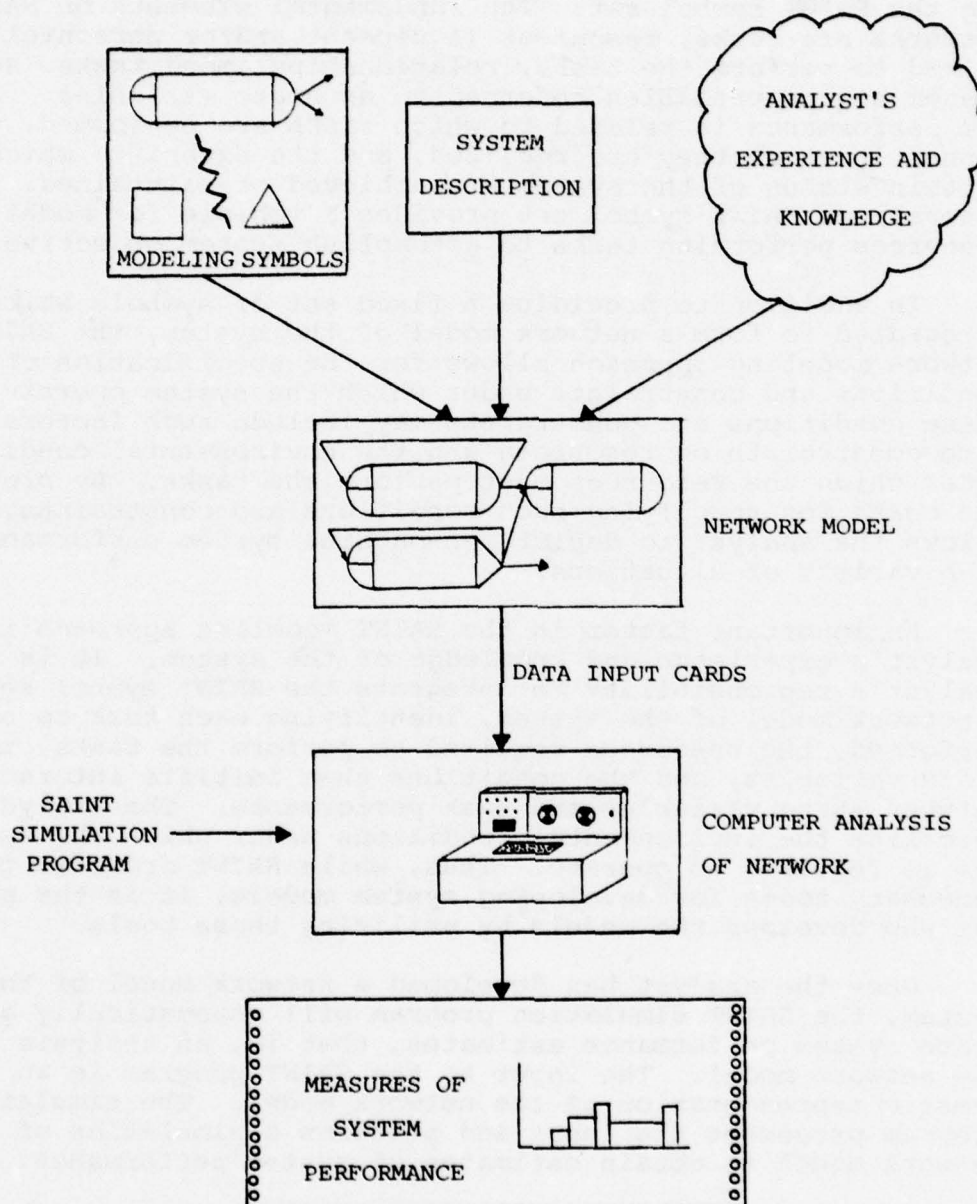 MODELING SYMBOLS
SYSTEM
DESCRIPTION
ANALYST'S
EXPERIENCE AND
KNOWLEDGE
NETWORK MODEL
DATA INPUT CARDS
SAINT
SIMULATION
PROGRAM
COMPUTER ANALYSIS
OF NETWORK
MEASURES OF
SYSTEM
PERFORMANCE